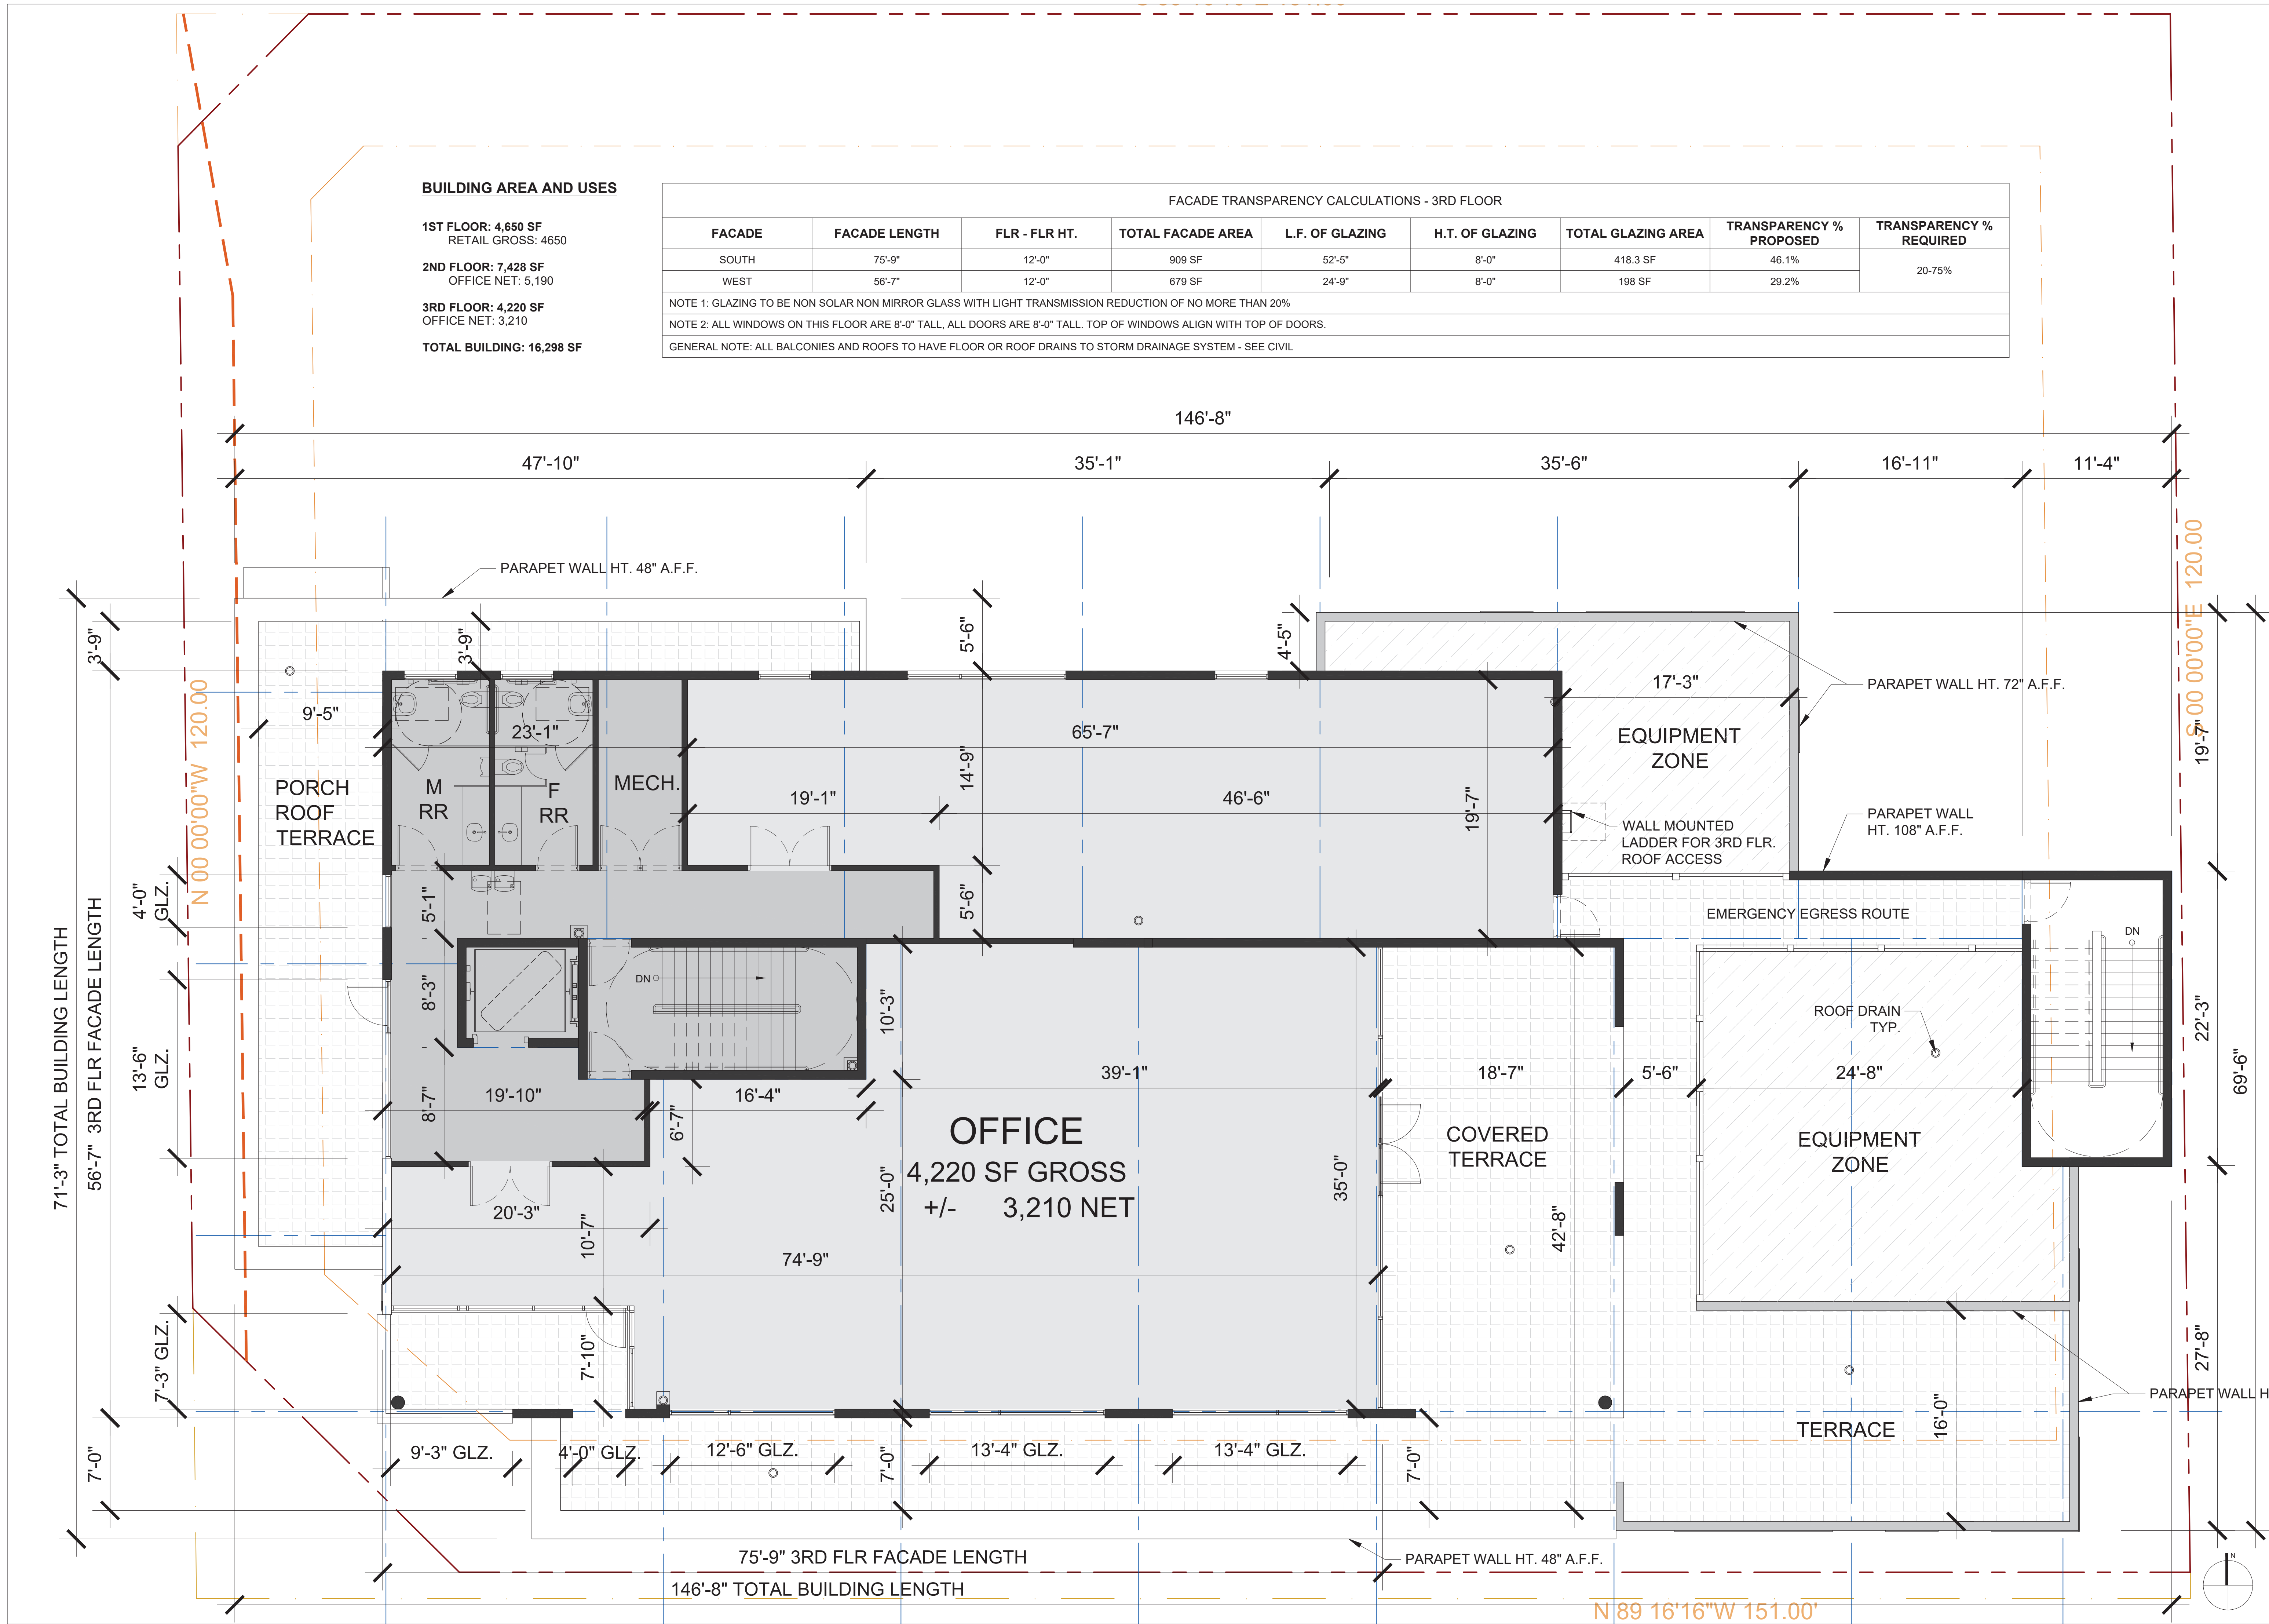 BUILDING AREA AND USES
1ST FLOOR: 4,650 SF
RETAIL GROSS: 4650
2ND FLOOR: 7,428 SF
OFFICE NET: 5,190
3RD FLOOR: 4,220 SF
OFFICE NET: 3,210
TOTAL BUILDING: 16,298 SF
FACADE TRANSPARENCY CALCULATIONS - 3RD FLOOR
FACADE FACADE LENGTH FLR - FLR HT. TOTAL FACADE AREA L.F. OF GLAZING H.T. OF GLAZING TOTAL GLAZING AREA TRANSPARENCY % PROPOSED TRANSPARENCY % REQUIRED
SOUTH 75'-9" 12'-0" 909 SF 52'-5" 8'-0" 418.3 SF 46.1%
20-75%
WEST 56'-7" 12'-0" 679 SF 24'-9" 8'-0" 198 SF 29.2%
NOTE 1: GLAZING TO BE NON SOLAR NON MIRROR GLASS WITH LIGHT TRANSMISSION REDUCTION OF NO MORE THAN 20%
NOTE 2: ALL WINDOWS ON THIS FLOOR ARE 8'-0" TALL, ALL DOORS ARE 8'-0" TALL. TOP OF WINDOWS ALIGN WITH TOP OF DOORS.
GENERAL NOTE: ALL BALCONIES AND ROOFS TO HAVE FLOOR OR ROOF DRAINS TO STORM DRAINAGE SYSTEM - SEE CIVIL
146'-8"
47'-10"
35'-1"
35'-6"
16'-11"
11'-4"
PARAPET WALL HT. 48" A.F.F.
3'-9"
3'-9"
5'-6"
4'-5"
S 00 00'00"E 120.00
N 00 00'00"W 120.00
17'-3"
PARAPET WALL HT. 72" A.F.F.
9'-5"
23'-1"
65'-7"
EQUIPMENT
ZONE
19'-7"
14'-9"
PORCH
ROOF
TERRACE
M
RR
F
RR
MECH.
19'-1"
46'-6"
19'-7"
WALL MOUNTED
LADDER FOR 3RD FLR.
ROOF ACCESS
PARAPET WALL
HT. 108" A.F.F.
4'-0"
GLZ.
5'-1"
5'-6"
EMERGENCY EGRESS ROUTE
DN
DN
71'-3" TOTAL BUILDING LENGTH
56'-7" 3RD FLR FACADE LENGTH
13'-6"
GLZ.
8'-3"
10'-3"
ROOF DRAIN
TYP.
22'-3"
69'-6"
8'-7"
19'-10"
16'-4"
39'-1"
18'-7"
5'-6"
24'-8"
6'-7"
OFFICE
4,220 SF GROSS
+/- 3,210 NET
COVERED
TERRACE
EQUIPMENT
ZONE
25'-0"
35'-0"
42'-8"
20'-3"
10'-7"
74'-9"
7'-3" GLZ.
7'-10"
27'-8"
PARAPET WALL H
TERRACE
16'-0"
7'-0"
9'-3" GLZ.
4'-0" GLZ.
12'-6" GLZ.
7'-0"
13'-4" GLZ.
13'-4" GLZ.
7'-0"
75'-9" 3RD FLR FACADE LENGTH
PARAPET WALL HT. 48" A.F.F.
146'-8" TOTAL BUILDING LENGTH
N 89 16'16"W 151.00'
N